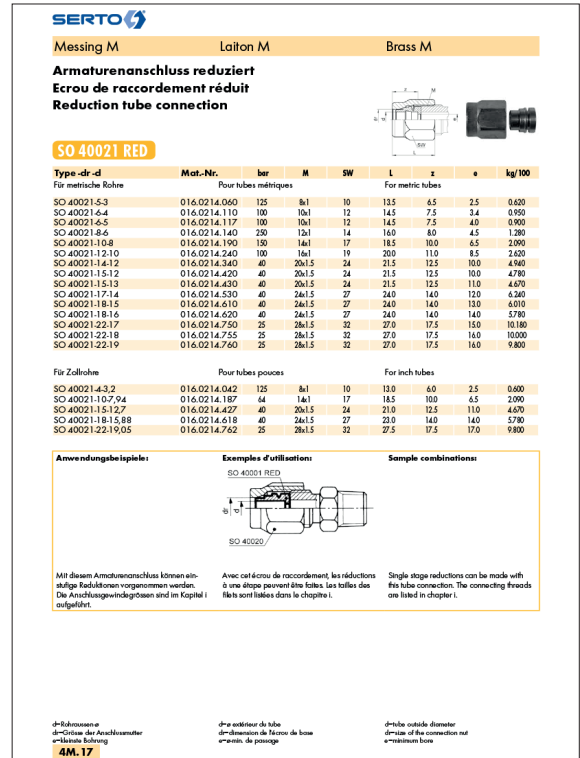 SERTO
Messing M Laiton M Brass M
Armaturenanschluss reduziert
Ecrou de raccordement réduit
Reduction tube connection
SO 40021 RED
Type -dr -d Mat.-Nr. bar M SW L z e kg/100
Für metrische Rohre Pour tubes métriques For metric tubes
SO 40021-5-3 016.0214.060 125 8x1 10 13.5 6.5 2.5 0.620
SO 40021-6-4 016.0214.110 100 10x1 12 14.5 7.5 3.4 0.950
SO 40021-6-5 016.0214.117 100 10x1 12 14.5 7.5 4.0 0.900
SO 40021-8-6 016.0214.140 250 12x1 14 16.0 8.0 4.5 1.280
SO 40021-10-8 016.0214.190 150 14x1 17 18.5 10.0 6.5 2.090
SO 40021-12-10 016.0214.240 100 16x1 19 20.0 11.0 8.5 2.620
SO 40021-14-12 016.0214.340 40 20x1.5 24 21.5 12.5 10.0 4.940
SO 40021-15-12 016.0214.420 40 20x1.5 24 21.5 12.5 10.0 4.780
SO 40021-15-13 016.0214.430 40 20x1.5 24 21.5 12.5 11.0 4.670
SO 40021-17-14 016.0214.530 40 24x1.5 27 24.0 14.0 12.0 6.240
SO 40021-18-15 016.0214.610 40 24x1.5 27 24.0 14.0 13.0 6.010
SO 40021-18-16 016.0214.620 40 24x1.5 27 24.0 14.0 14.0 5.780
SO 40021-22-17 016.0214.750 25 28x1.5 32 27.0 17.5 15.0 10.180
SO 40021-22-18 016.0214.755 25 28x1.5 32 27.0 17.5 16.0 10.000
SO 40021-22-19 016.0214.760 25 28x1.5 32 27.0 17.5 16.0 9.800
Für Zollrohre Pour tubes pouces For inch tubes
SO 40021-4-3,2 016.0214.042 125 8x1 10 13.0 6.0 2.5 0.600
SO 40021-10-7,94 016.0214.187 64 14x1 17 18.5 10.0 6.5 2.090
SO 40021-15-12,7 016.0214.427 40 20x1.5 24 21.0 12.5 11.0 4.670
SO 40021-18-15,88 016.0214.618 40 24x1.5 27 23.0 14.0 14.0 5.780
SO 40021-22-19,05 016.0214.762 25 28x1.5 32 27.5 17.5 17.0 9.800
Anwendungsbeispiele: Exemples d'utilisation: Sample combinations:
SO 40001 RED
dr
d
SO 40020
Mit diesem Armaturenanschluss können ein- Avec cet écrou de raccordement, les réductions Single stage reductions can be made with
stufige Reduktionen vorgenommen werden. à une étape peuvent être faites. Les tailles des this tube connection. The connecting threads
Die Anschlussgewindegrössen sind im Kapitel i filets sont listées dans le chapitre i. are listed in chapter i.
aufgeführt.
d=Rohraussen-ø d=ø extérieur du tube d=tube outside diameter
dr=Grösse der Anschlussmutter dr=dimension de l'écrou de base dr=size of the connection nut
e=kleinste Bohrung e=ø-min. de passage e=minimum bore
4M.17